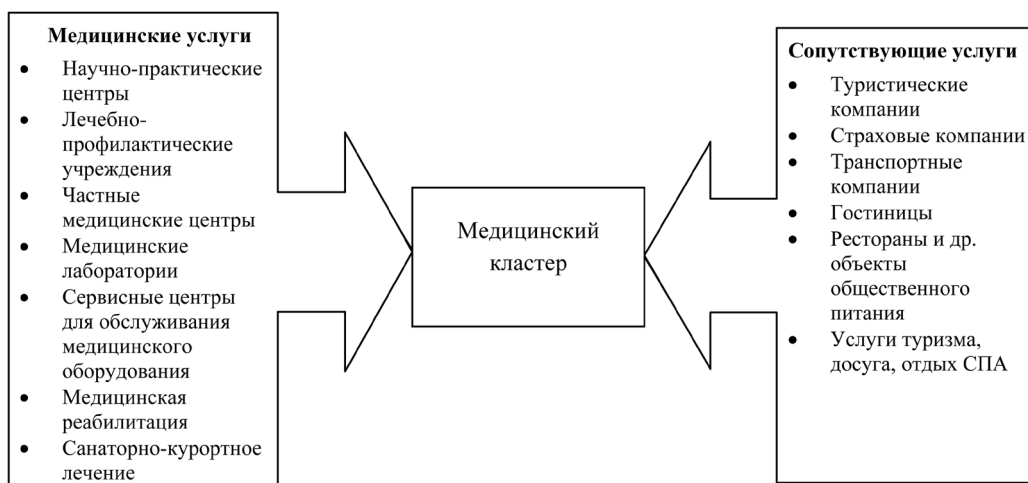 Медицинские услуги
• Научно-практические
центры
• Лечебно-
профилактические
учреждения
• Частные
медицинские центры
• Медицинские
лаборатории
• Сервисные центры
для обслуживания
медицинского
оборудования
• Медицинская
реабилитация
• Санаторно-курортное
лечение
Медицинский
кластер
Сопутствующие услуги
• Туристические
компании
• Страховые компании
• Транспортные
компании
• Гостиницы
• Рестораны и др.
объекты
общественного
питания
• Услуги туризма,
досуга, отдых СПА